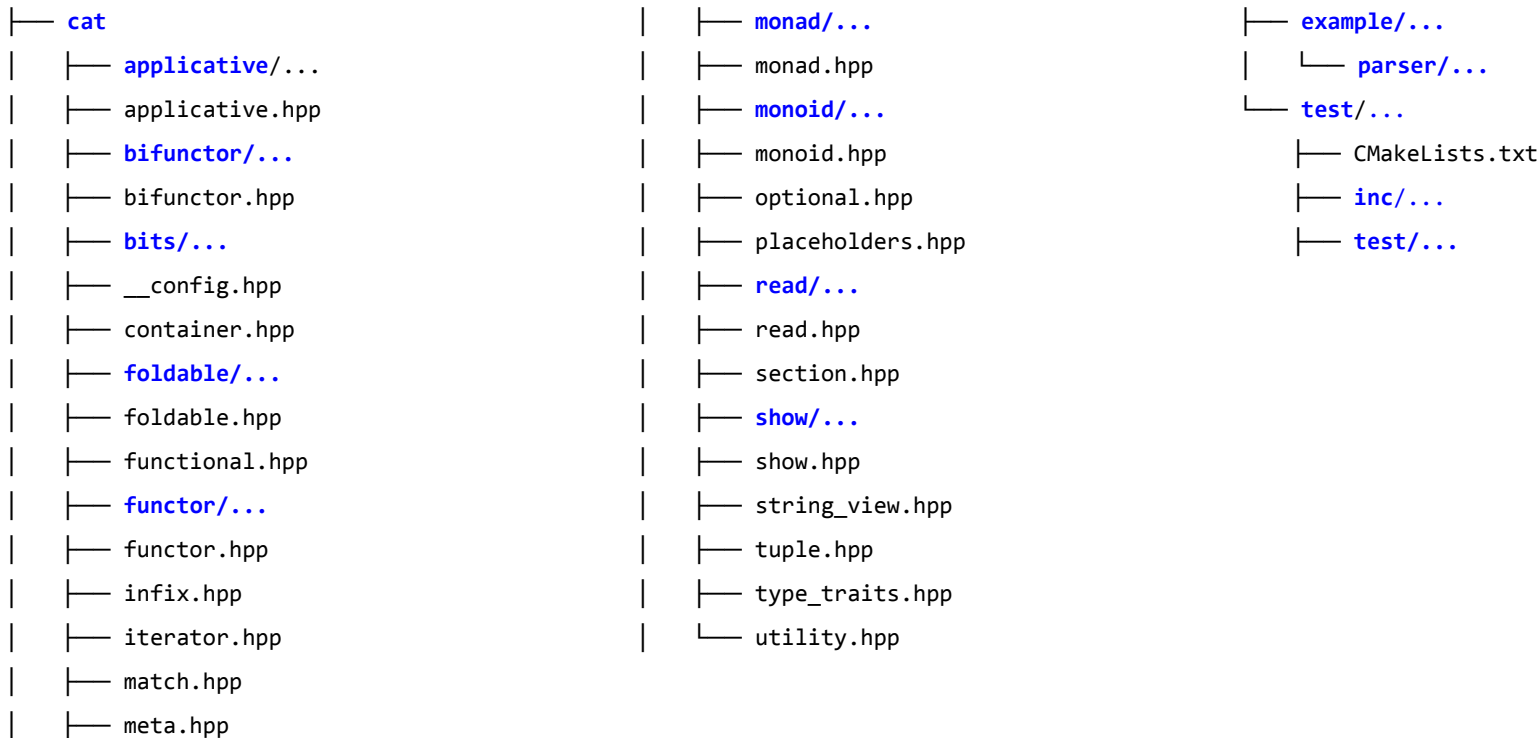 ├── cat
│   ├── applicative/...
│   ├── applicative.hpp
│   ├── bifunctor/...
│   ├── bifunctor.hpp
│   ├── bits/...
│   ├── __config.hpp
│   ├── container.hpp
│   ├── foldable/...
│   ├── foldable.hpp
│   ├── functional.hpp
│   ├── functor/...
│   ├── functor.hpp
│   ├── infix.hpp
│   ├── iterator.hpp
│   ├── match.hpp
│   ├── meta.hpp
│   ├── monad/...
│   ├── monad.hpp
│   ├── monoid/...
│   ├── monoid.hpp
│   ├── optional.hpp
│   ├── placeholders.hpp
│   ├── read/...
│   ├── read.hpp
│   ├── section.hpp
│   ├── show/...
│   ├── show.hpp
│   ├── string_view.hpp
│   ├── tuple.hpp
│   ├── type_traits.hpp
│   └── utility.hpp
├── example/...
│   └── parser/...
└── test/...
    ├── CMakeLists.txt
    ├── inc/...
    ├── test/...